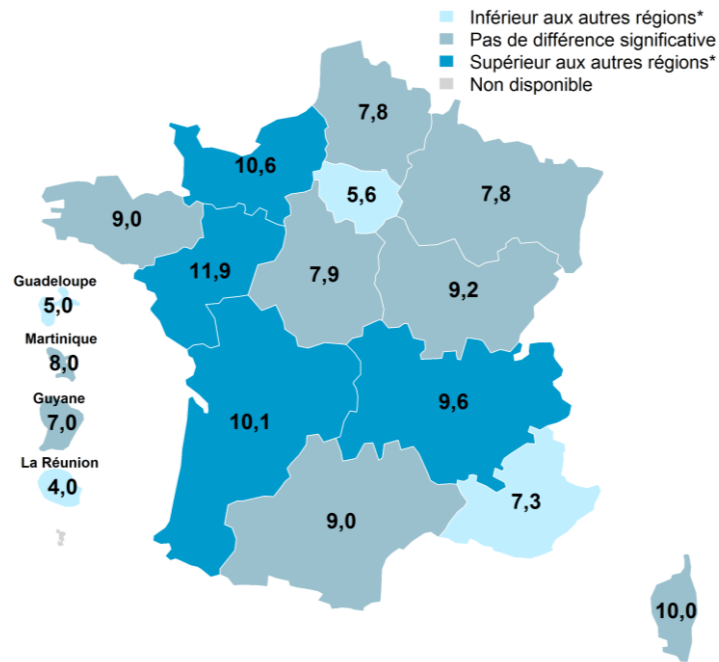 Inférieur aux autres régions*
Pas de différence significative
Supérieur aux autres régions*
Non disponible
7,8
10,6
5,6
7,8
9,0
11,9
7,9
9,2
Guadeloupe
5,0
Martinique
8,0
Guyane
7,0
La Réunion
4,0
10,1
9,6
9,0
7,3
10,0